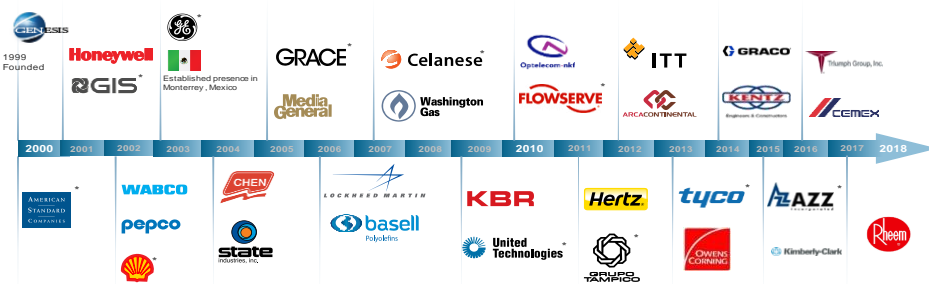 GENESIS
1999
Founded
Honeywell
GIS*
GE*
Established presence in
Monterrey, Mexico
GRACE*
Media
General
Celanese*
Washington
Gas
Optelecom-nkf
FLOWSERVE*
ITT
ARCACONTINENTAL
GRACO
KENTZ
Engineers & Constructors
Triumph Group, Inc.
CEMEX
2000 2001 2002 2003 2004 2005 2006 2007 2008 2009 2010 2011 2012 2013 2014 2015 2016 2017 2018
AMERICAN
STANDARD
COMPANIES
*
WABCO
pepco
*
CHEN
state
industries, inc.
LOCKHEED MARTIN
basell
Polyolefins
KBR
United
Technologies*
Hertz.
*
GRUPO
TAMPICO
tyco*
OWENS
CORNING
AZZ*
incorporated
Kimberly-Clark
Rheem